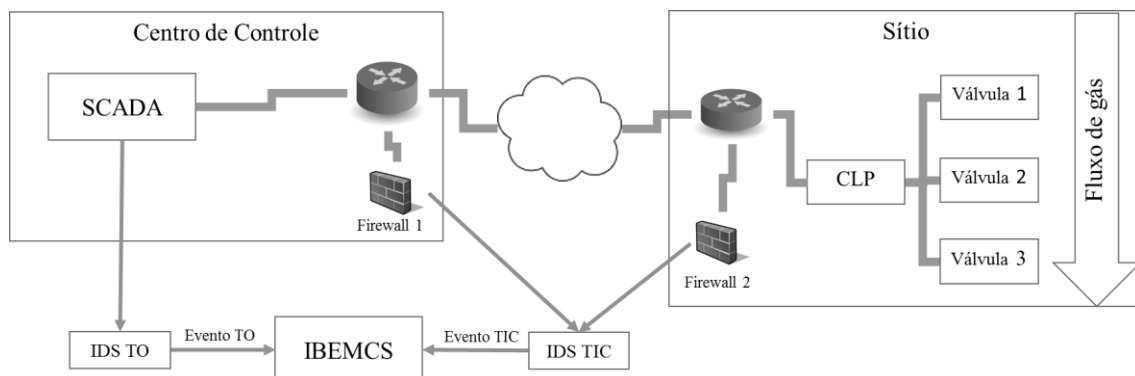 Centro de Controle
Sítio
SCADA
Válvula 1
CLP
Válvula 2
Válvula 3
Fluxo de gás
Firewall 1
Firewall 2
IDS TO
Evento TO
IBEMCS
Evento TIC
IDS TIC